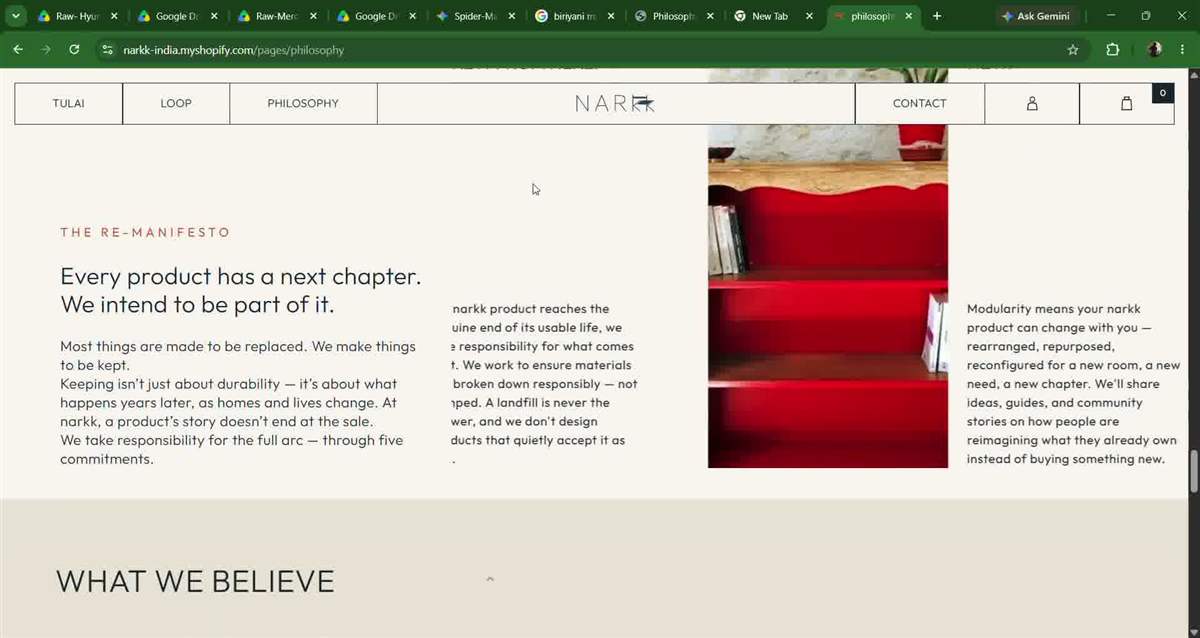 Raw- Hyun
Google Do
Raw-Merc
Google Dr
Spider-Ma
biriyani m
Philosoph
New Tab
philosoph
Ask Gemini
narkk-india.myshopify.com/pages/philosophy
TULAI
LOOP
PHILOSOPHY
NARKK
CONTACT
0
THE RE-MANIFESTO
Every product has a next chapter.
We intend to be part of it.
Most things are made to be replaced. We make things
to be kept.
Keeping isn't just about durability — it's about what
happens years later, as homes and lives change. At
narkk, a product's story doesn't end at the sale.
We take responsibility for the full arc — through five
commitments.
narkk product reaches the
uine end of its usable life, we
e responsibility for what comes
t. We work to ensure materials
broken down responsibly — not
ped. A landfill is never the
wer, and we don't design
ducts that quietly accept it as
.
Modularity means your narkk
product can change with you —
rearranged, repurposed,
reconfigured for a new room, a new
need, a new chapter. We'll share
ideas, guides, and community
stories on how people are
reimagining what they already own
instead of buying something new.
WHAT WE BELIEVE